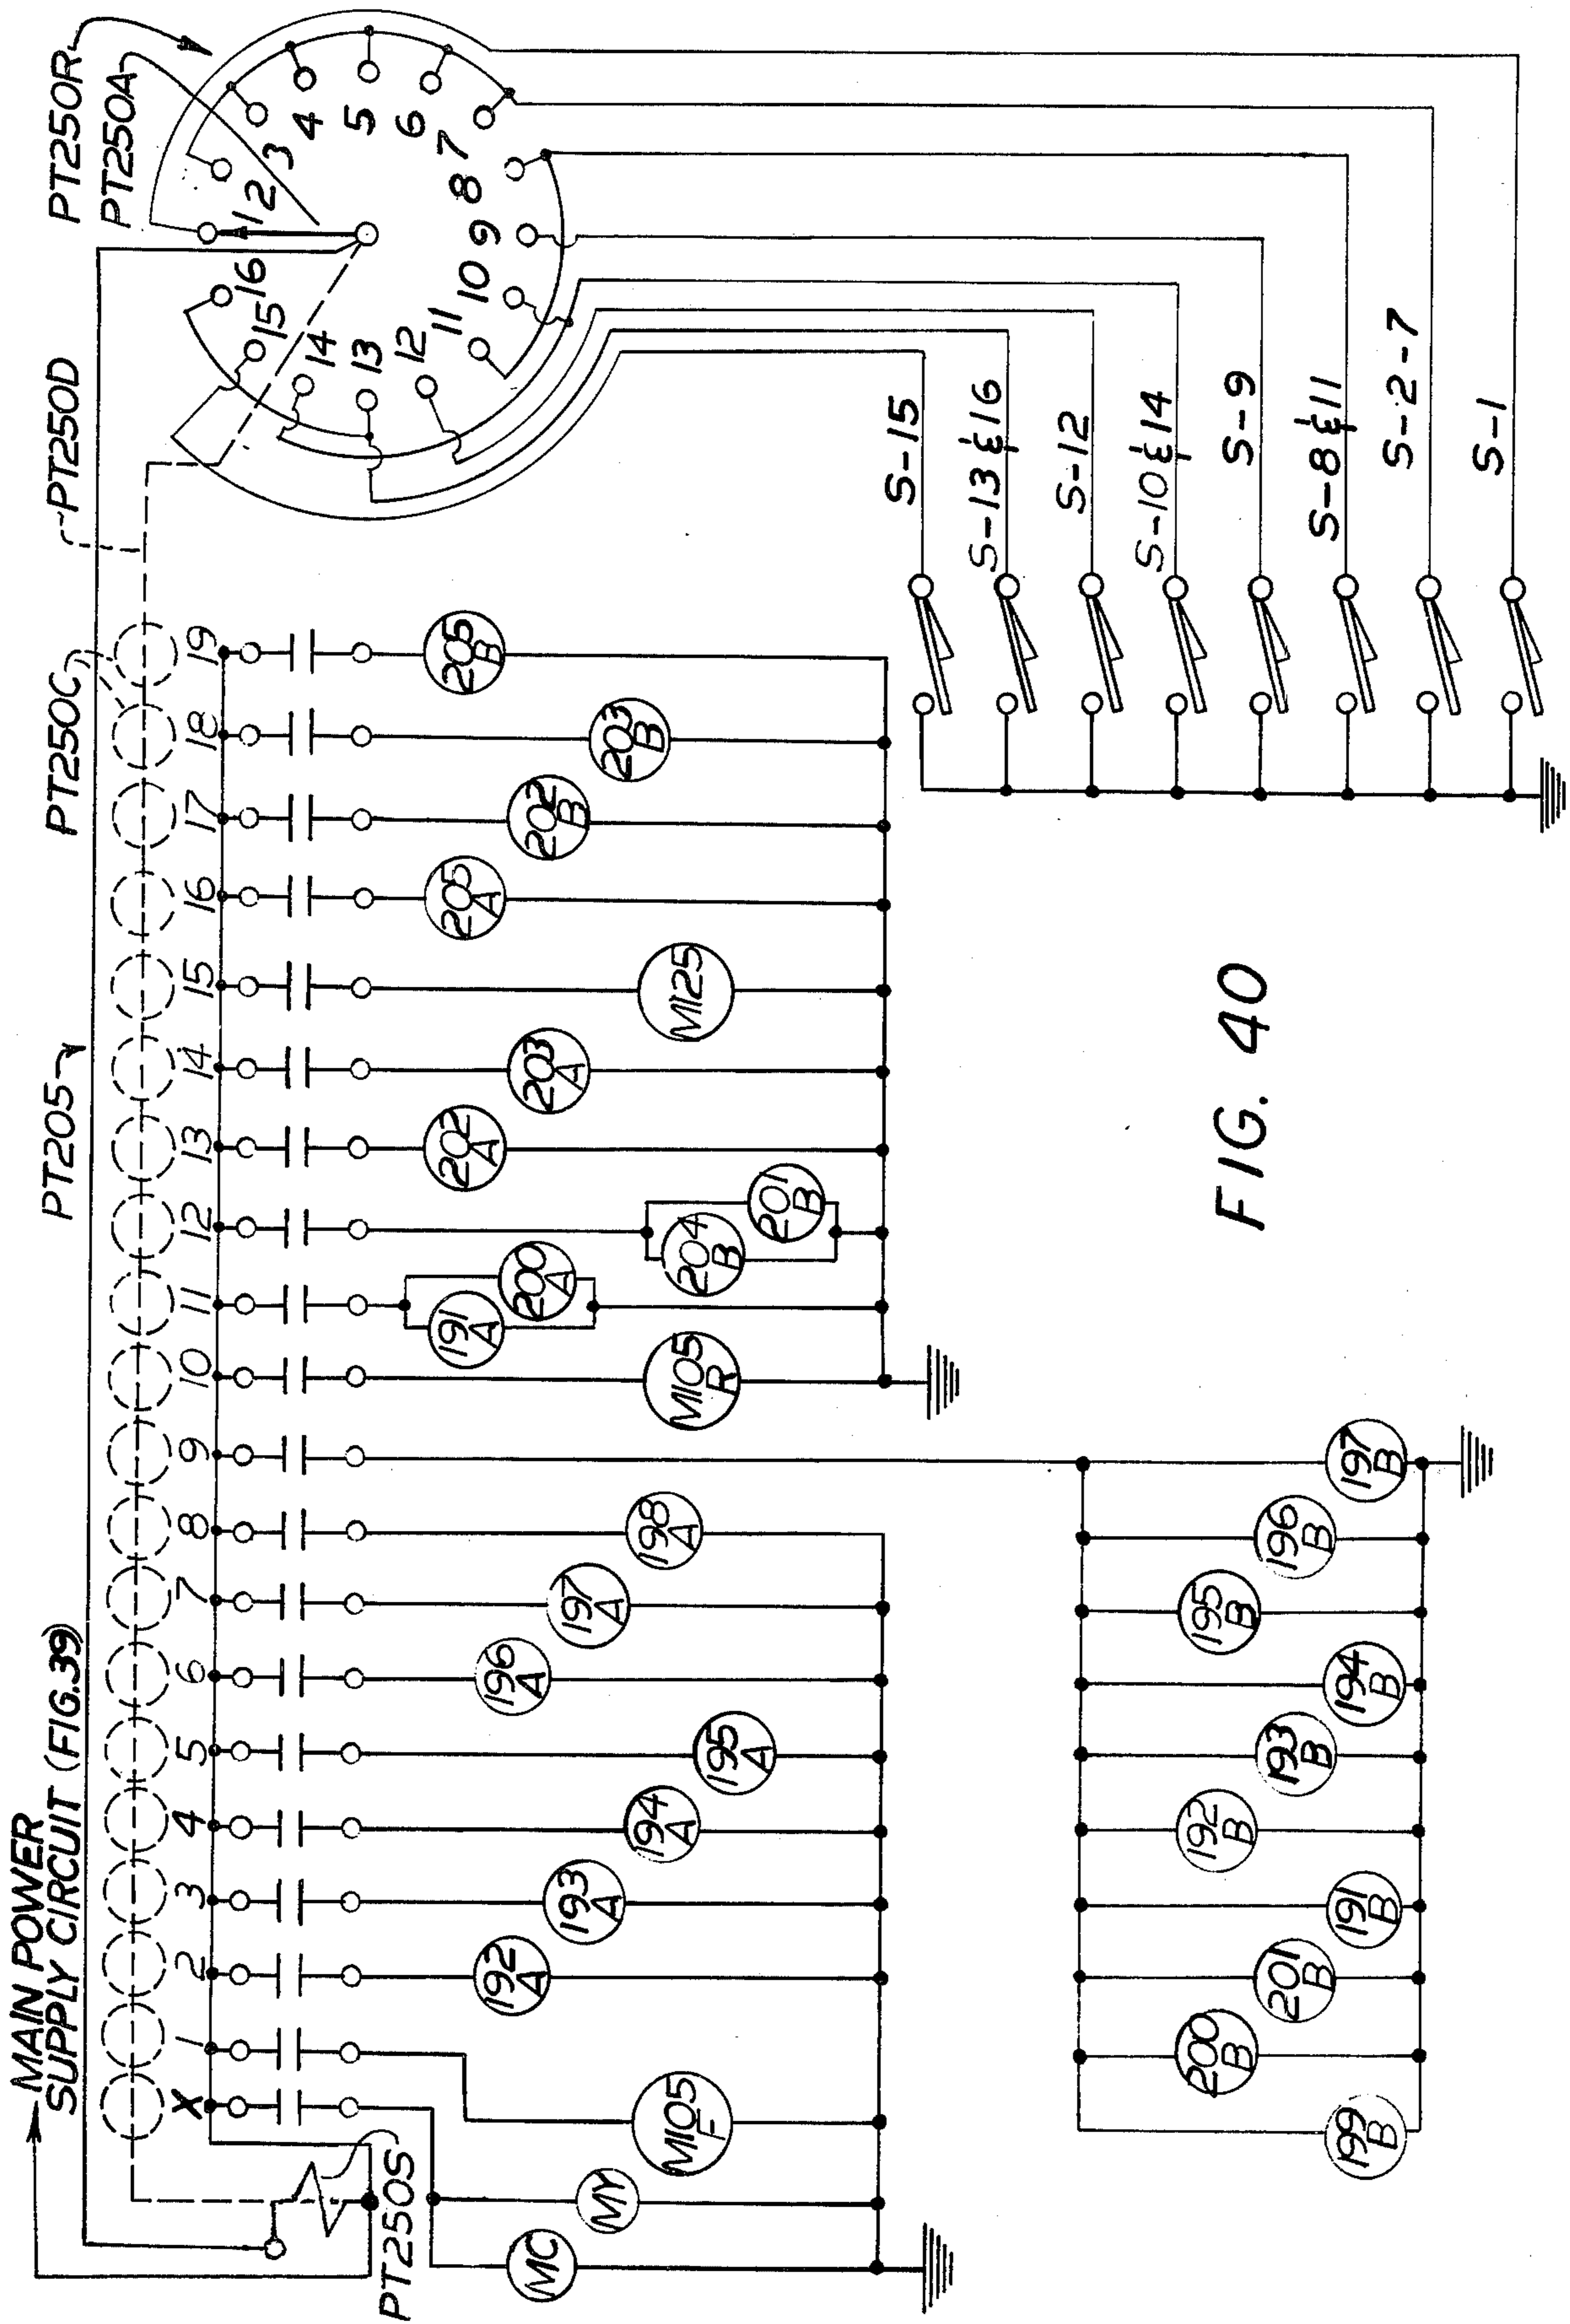 MAIN POWER
SUPPLY CIRCUIT (FIG.39)
PT205
PT250C
PT250D
PT250R
PT250A
X 1 2 3 4 5 6 7 8 9 10 11 12 13 14 15 16 17 18 19
PT250S
MC
MY
M105
F
192
A
193
A
194
A
195
A
196
A
197
A
198
A
M105
R
191
A
200
A
204
B
201
B
202
A
203
A
M125
205
A
202
B
203
B
205
B
1
2
3
4
5
6
7
8
9
10
11
12
13
14
15
16
199
B
200
B
201
B
191
B
192
B
193
B
194
B
195
B
196
B
197
B
S-15
S-13 & 16
S-12
S-10 & 14
S-9
S-8 & 11
S-2-7
S-1
FIG. 40